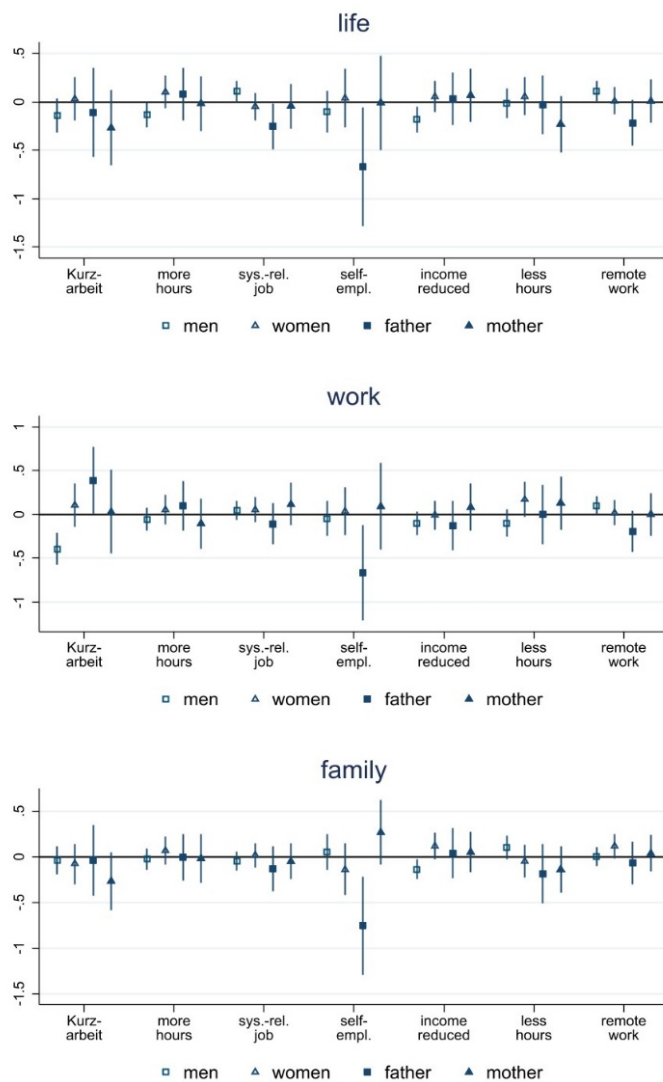 life
.5
0
-.5
-1
-1.5
Kurz-
arbeit
more
hours
sys.-rel.
job
self-
empl.
income
reduced
less
hours
remote
work
men women father mother
work
1
.5
0
-.5
-1
Kurz-
arbeit
more
hours
sys.-rel.
job
self-
empl.
income
reduced
less
hours
remote
work
men women father mother
family
.5
0
-.5
-1
-1.5
Kurz-
arbeit
more
hours
sys.-rel.
job
self-
empl.
income
reduced
less
hours
remote
work
men women father mother